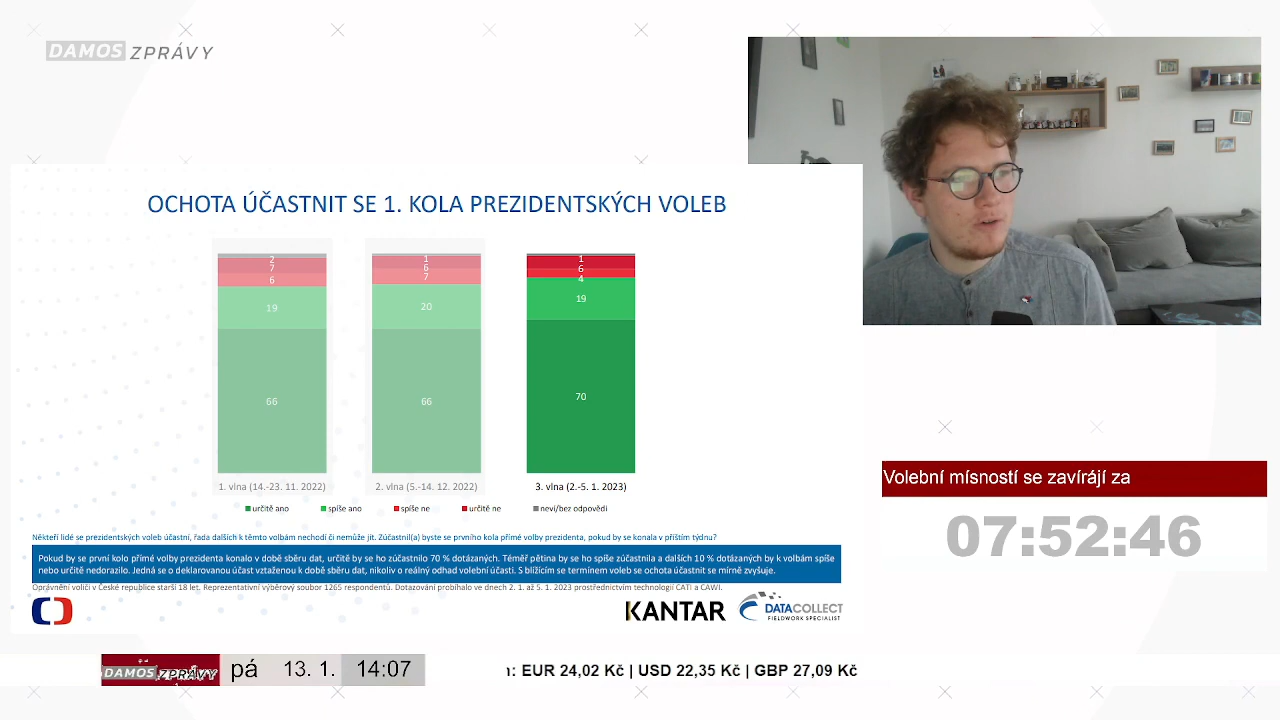 DAMOS ZPRÁVY
OCHOTA ÚČASTNIT SE 1. KOLA PREZIDENTSKÝCH VOLEB
2
7
6
19
66
1
6
7
20
66
1
6
4
19
70
1. vlna (14.-23. 11. 2022)
2. vlna (5.-14. 12. 2022)
3. vlna (2.-5. 1. 2023)
určitě ano
spíše ano
spíše ne
určitě ne
neví/bez odpovědi
Někteří lidé se prezidentských voleb účastní, řada dalších k těmto volbám nechodí či nemůže jít. Zúčastnil(a) byste se prvního kola přímé volby prezidenta, pokud by se konala v příštím týdnu?
Pokud by se první kolo přímé volby prezidenta konalo v době sběru dat, určitě by se ho zúčastnilo 70 % dotázaných. Téměř pětina by se ho spíše zúčastnila a dalších 10 % dotázaných by k volbám spíše
nebo určitě nedorazilo. Jedná se o deklarovanou účast vztaženou k době sběru dat, nikoliv o reálný odhad volební účasti. S blížícím se termínem voleb se ochota účastnit se mírně zvyšuje.
Oprávnění voliči v České republice starší 18 let. Reprezentativní výběrový soubor 1265 respondentů. Dotazování probíhalo ve dnech 2. 1. až 5. 1. 2023 prostřednictvím technologií CATI a CAWI.
KANTAR
DATACOLLECT
FIELDWORK SPECIALIST
Volební mísností se zavírájí za
07:52:46
DAMOS ZPRÁVY
pá 13. 1. 14:07
: EUR 24,02 Kč | USD 22,35 Kč | GBP 27,09 Kč